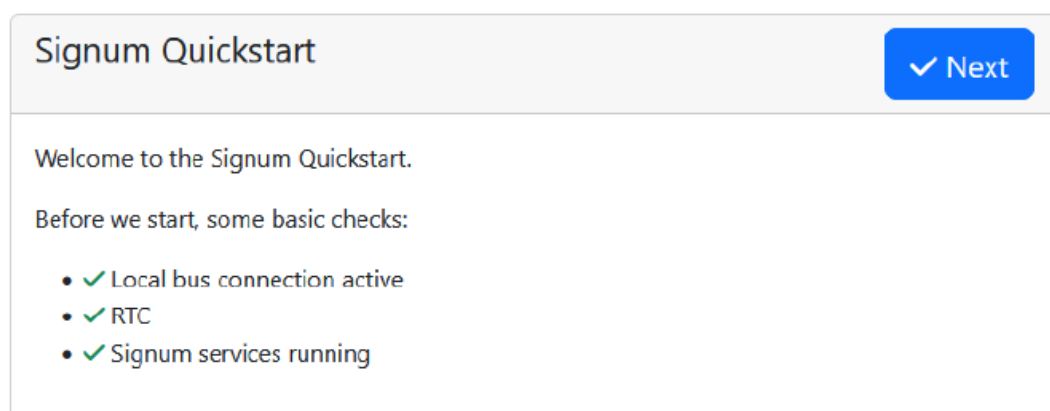 Signum Quickstart
Next
Welcome to the Signum Quickstart.
Before we start, some basic checks:
Local bus connection active
RTC
Signum services running